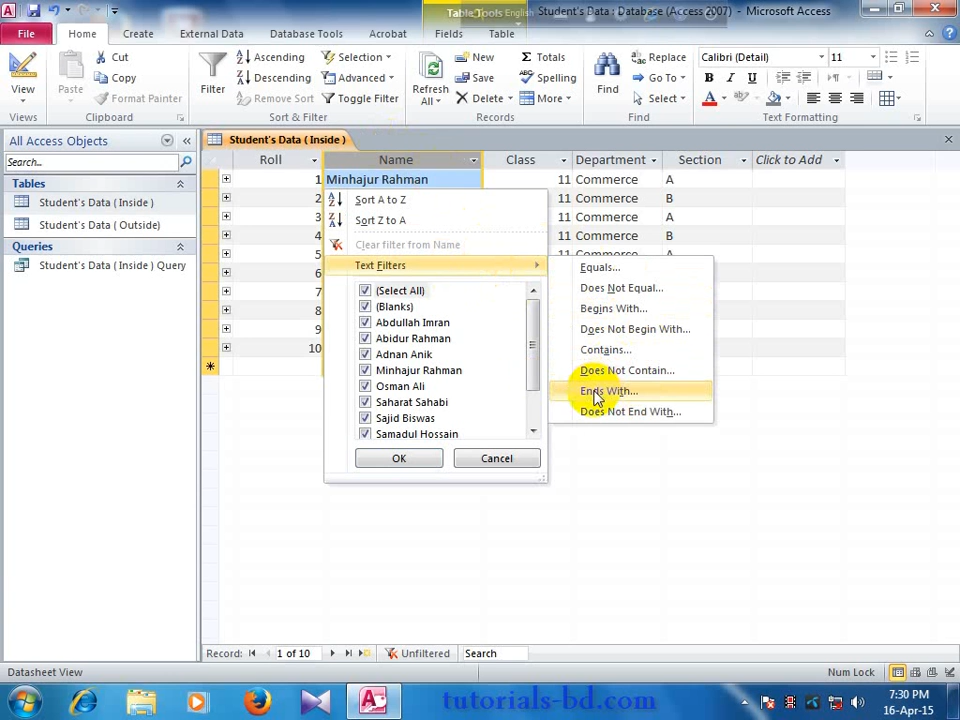 Table Tools English
Student's Data : Database (Access 2007) - Microsoft Access
File Home Create External Data Database Tools Acrobat Fields Table
View
Views
Paste
Cut
Copy
Format Painter
Clipboard
Filter
Ascending
Descending
Remove Sort
Selection
Advanced
Toggle Filter
Sort & Filter
Refresh All
New
Save
Delete
Totals
Spelling
More
Records
Find
Replace
Go To
Select
Find
Calibri (Detail) 11
B I U
Text Formatting
All Access Objects
Search...
Tables
Student's Data ( Inside )
Student's Data ( Outside)
Queries
Student's Data ( Inside ) Query
Student's Data ( Inside )
Roll Name Class Department Section Click to Add
1 Minhajur Rahman 11 Commerce A
2 11 Commerce B
3 11 Commerce A
4 11 Commerce B
5 11 Commerce A
6
7
8
9
10
Sort A to Z
Sort Z to A
Clear filter from Name
Text Filters
(Select All)
(Blanks)
Abdullah Imran
Abidur Rahman
Adnan Anik
Minhajur Rahman
Osman Ali
Saharat Sahabi
Sajid Biswas
Samadul Hossain
OK Cancel
Equals...
Does Not Equal...
Begins With...
Does Not Begin With...
Contains...
Does Not Contain...
Ends With...
Does Not End With...
Record: 1 of 10 Unfiltered Search
Datasheet View Num Lock
tutorials-bd.com
7:30 PM
16-Apr-15